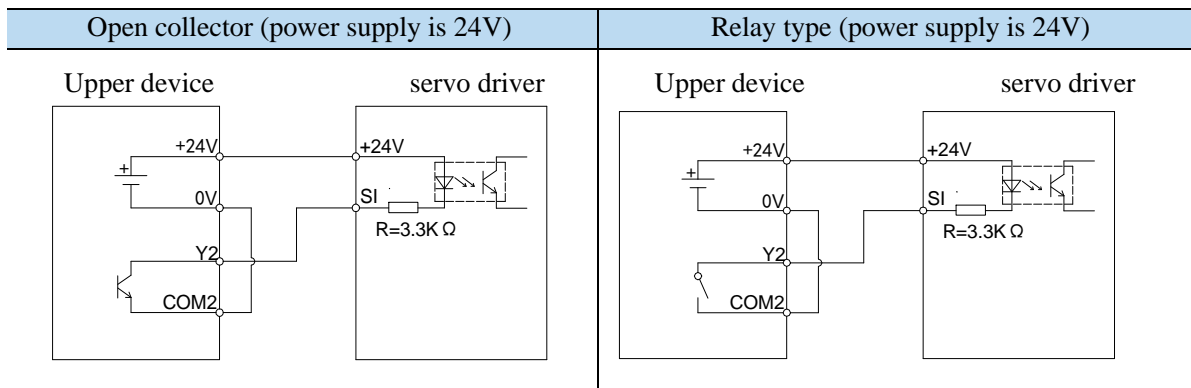 Open collector (power supply is 24V)
Relay type (power supply is 24V)
Upper device
servo driver
+24V
+24V
+
0V
SI
R=3.3K Ω
Y2
COM2
Upper device
servo driver
+24V
+24V
+
0V
SI
R=3.3K Ω
Y2
COM2